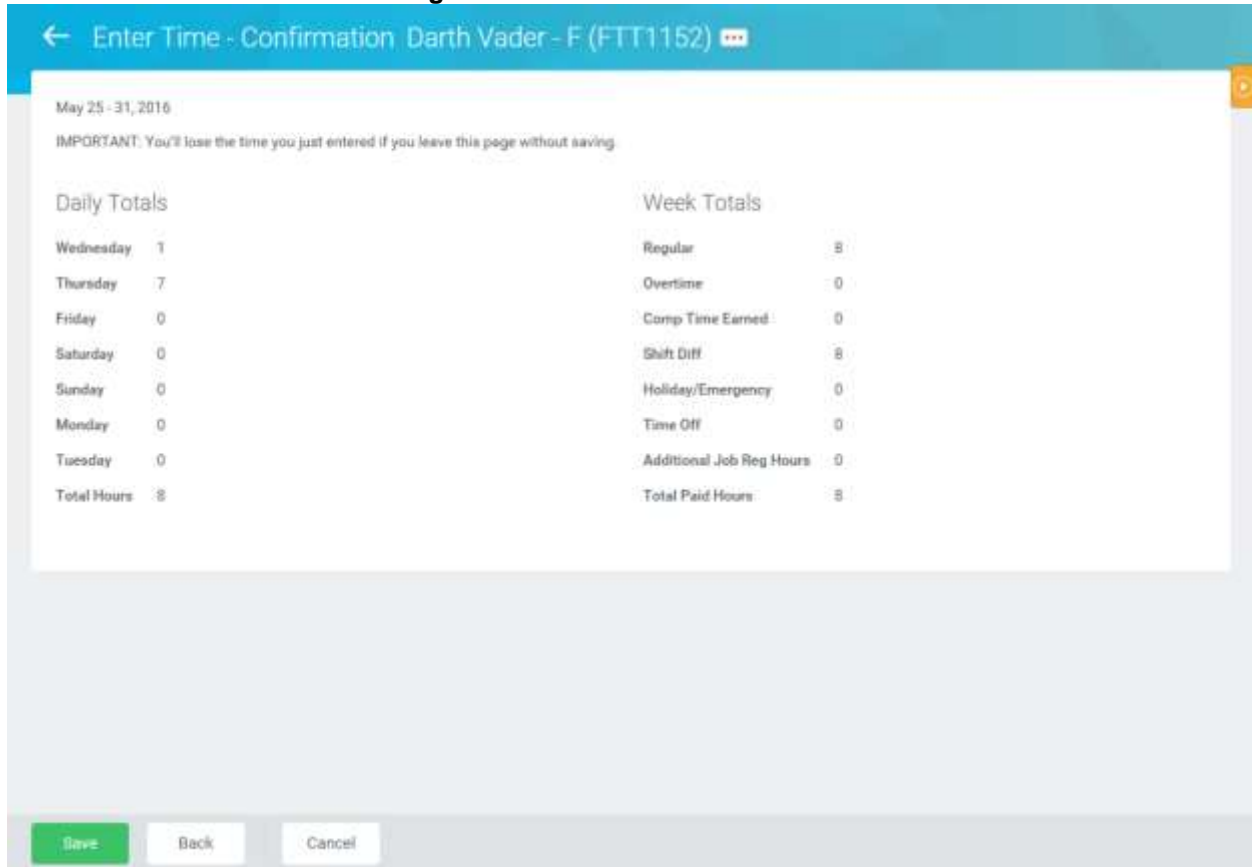 Enter Time - Confirmation Darth Vader - F (FTT1152)
May 25 - 31, 2016
IMPORTANT: You'll lose the time you just entered if you leave this page without saving.
Daily Totals
Wednesday 1
Thursday 7
Friday 0
Saturday 0
Sunday 0
Monday 0
Tuesday 0
Total Hours 8
Week Totals
Regular 8
Overtime 0
Comp Time Earned 0
Shift Diff 8
Holiday/Emergency 0
Time Off 0
Additional Job Reg Hours 0
Total Paid Hours 8
Save Back Cancel